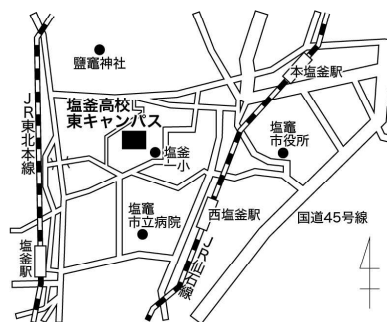 鹽竈神社
本塩釜駅
塩釜高校
東キャンパス
JR東北本線
塩釜
一小
塩竈
市役所
塩竈
市立病院
西塩釜駅
国道45号線
塩釜駅
JR仙石線